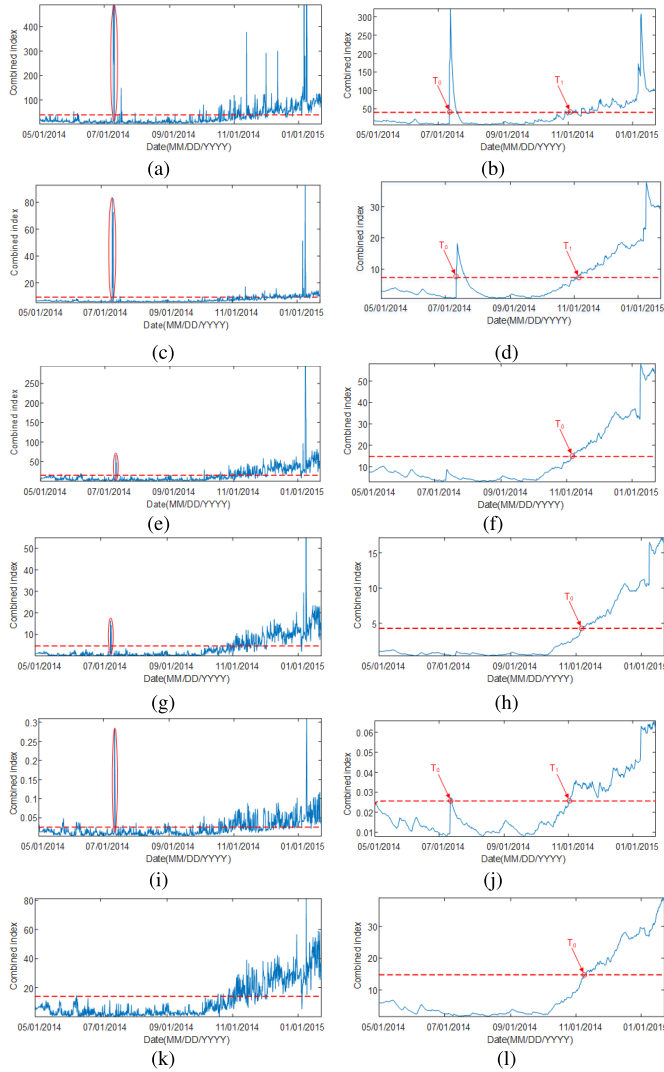 Combined index
400
300
200
100
05/01/2014 07/01/2014 09/01/2014 11/01/2014 01/01/2015
Date(MM/DD/YYYY)
(a)
Combined index
300
250
200
150
100
50
T0
T1
05/01/2014 07/01/2014 09/01/2014 11/01/2014 01/01/2015
Date(MM/DD/YYYY)
(b)
Combined index
80
60
40
20
05/01/2014 07/01/2014 09/01/2014 11/01/2014 01/01/2015
Date(MM/DD/YYYY)
(c)
Combined index
30
20
10
T0
T1
05/01/2014 07/01/2014 09/01/2014 11/01/2014 01/01/2015
Date(MM/DD/YYYY)
(d)
Combined index
250
200
150
100
50
05/01/2014 07/01/2014 09/01/2014 11/01/2014 01/01/2015
Date(MM/DD/YYYY)
(e)
Combined index
50
40
30
20
10
T0
05/01/2014 07/01/2014 09/01/2014 11/01/2014 01/01/2015
Date(MM/DD/YYYY)
(f)
Combined index
50
40
30
20
10
05/01/2014 07/01/2014 09/01/2014 11/01/2014 01/01/2015
Date(MM/DD/YYYY)
(g)
Combined index
15
10
5
T0
05/01/2014 07/01/2014 09/01/2014 11/01/2014 01/01/2015
Date(MM/DD/YYYY)
(h)
Combined index
0.3
0.25
0.2
0.15
0.1
0.05
05/01/2014 07/01/2014 09/01/2014 11/01/2014 01/01/2015
Date(MM/DD/YYYY)
(i)
Combined index
0.06
0.05
0.04
0.03
0.02
0.01
T0
T1
05/01/2014 07/01/2014 09/01/2014 11/01/2014 01/01/2015
Date(MM/DD/YYYY)
(j)
Combined index
80
60
40
20
05/01/2014 07/01/2014 09/01/2014 11/01/2014 01/01/2015
Date(MM/DD/YYYY)
(k)
Combined index
30
20
10
T0
05/01/2014 07/01/2014 09/01/2014 11/01/2014 01/01/2015
Date(MM/DD/YYYY)
(l)